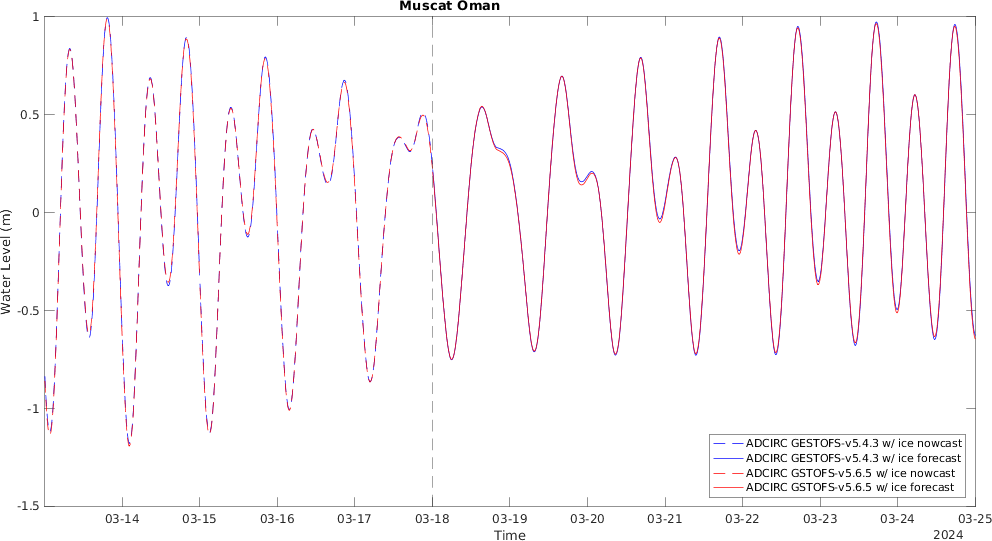 Muscat Oman
1
0.5
0
-0.5
-1
-1.5
Water Level (m)
03-14 03-15 03-16 03-17 03-18 03-19 03-20 03-21 03-22 03-23 03-24 03-25
Time
2024
ADCIRC GESTOFS-v5.4.3 w/ ice nowcast
ADCIRC GESTOFS-v5.4.3 w/ ice forecast
ADCIRC GSTOFS-v5.6.5 w/ ice nowcast
ADCIRC GSTOFS-v5.6.5 w/ ice forecast